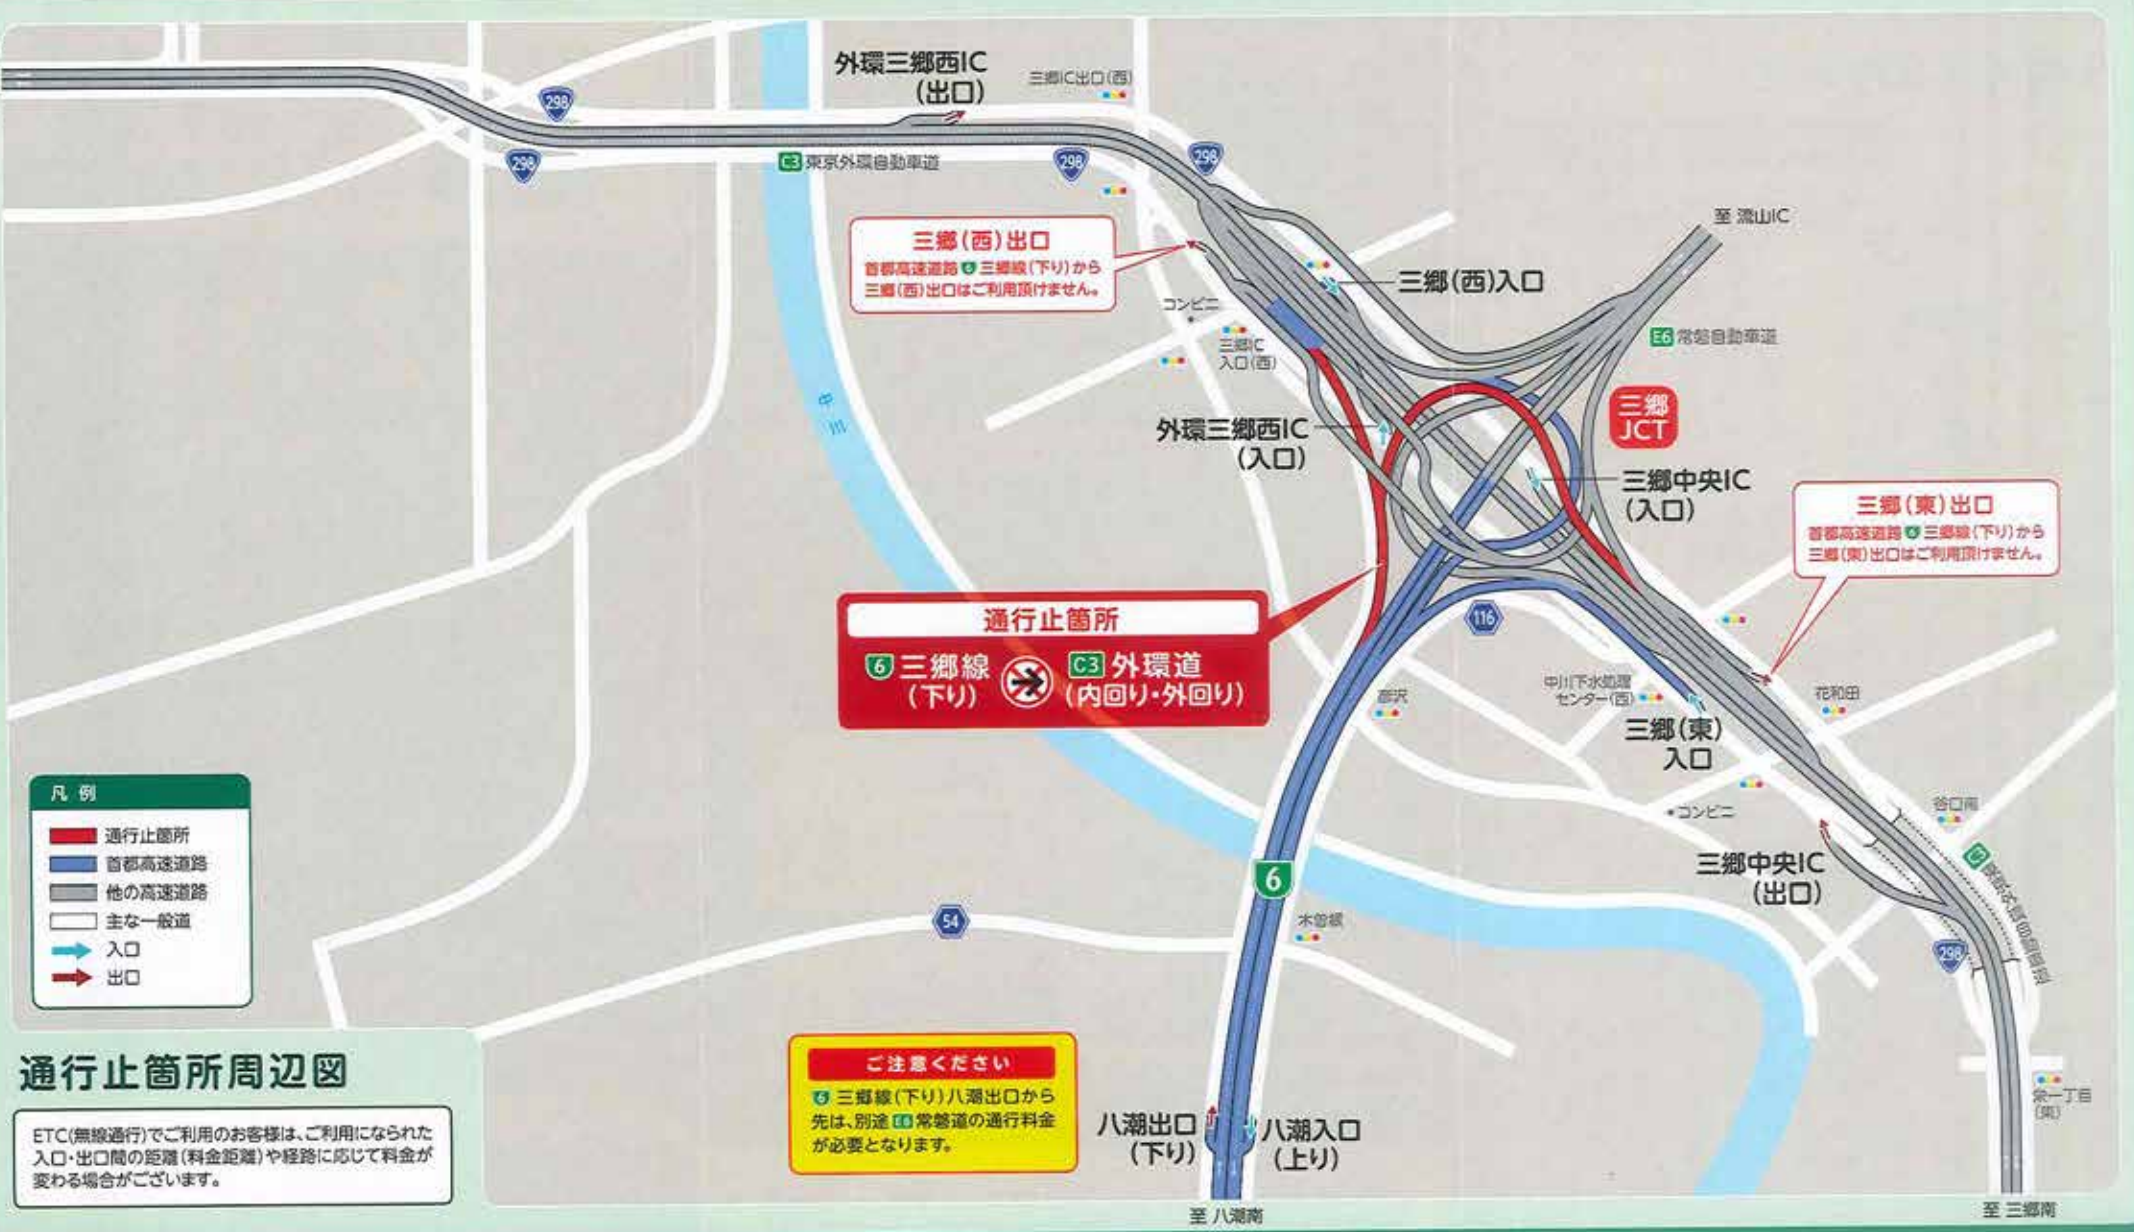 外環三郷西IC
(出口)
三郷IC出口(西)
298
298
C3 東京外環自動車道
298
298
至 流山IC
三郷(西)出口
首都高速道路 6 三郷線(下り)から
三郷(西)出口はご利用頂けません。
三郷(西)入口
コンビニ
三郷IC
入口(西)
E6 常磐自動車道
中川
三郷
JCT
外環三郷西IC
(入口)
三郷中央IC
(入口)
三郷(東)出口
首都高速道路 6 三郷線(下り)から
三郷(東)出口はご利用頂けません。
通行止箇所
6 三郷線
(下り)
C3 外環道
(内回り・外回り)
116
彦沢
中川下水処理
センター(西)
花和田
三郷(東)
入口
コンビニ
谷口南
三郷中央IC
(出口)
C3
298
6
54
木曽根
凡例
通行止箇所
首都高速道路
他の高速道路
主な一般道
入口
出口
通行止箇所周辺図
ETC(無線通行)でご利用のお客様は、ご利用になられた
入口・出口間の距離(料金距離)や経路に応じて料金が
変わる場合がございます。
ご注意ください
6 三郷線(下り)八潮出口から
先は、別途 E6 常磐道の通行料金
が必要となります。
八潮出口
(下り)
八潮入口
(上り)
栄一丁目
(東)
至 八潮南
至 三郷南